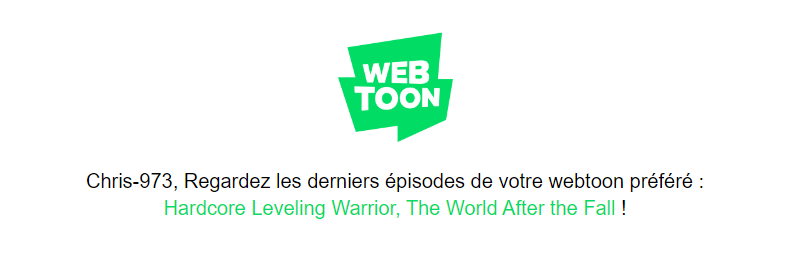 WEB
TOON
Chris-973, Regardez les derniers épisodes de votre webtoon préféré :
Hardcore Leveling Warrior, The World After the Fall !